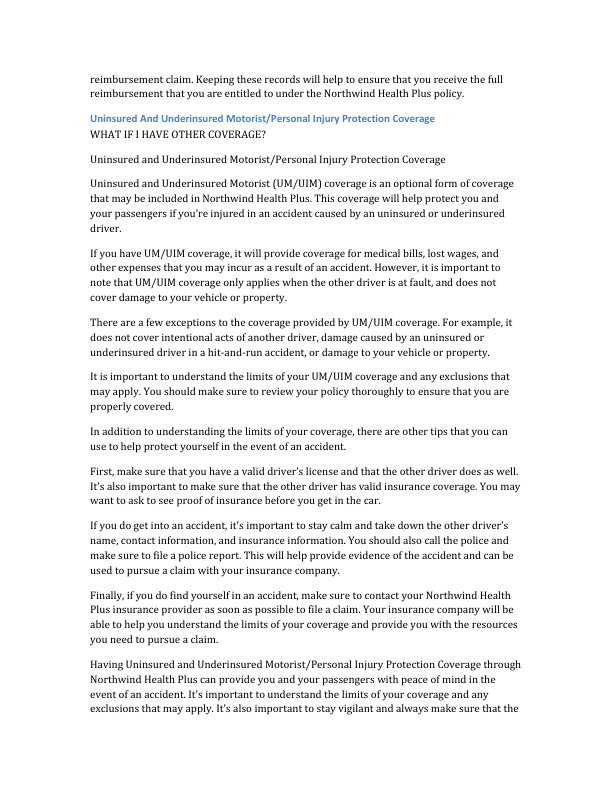 reimbursement claim. Keeping these records will help to ensure that you receive the full
reimbursement that you are entitled to under the Northwind Health Plus policy.
Uninsured And Underinsured Motorist/Personal Injury Protection Coverage
WHAT IF I HAVE OTHER COVERAGE?
Uninsured and Underinsured Motorist/Personal Injury Protection Coverage
Uninsured and Underinsured Motorist (UM/UIM) coverage is an optional form of coverage
that may be included in Northwind Health Plus. This coverage will help protect you and
your passengers if you’re injured in an accident caused by an uninsured or underinsured
driver.
If you have UM/UIM coverage, it will provide coverage for medical bills, lost wages, and
other expenses that you may incur as a result of an accident. However, it is important to
note that UM/UIM coverage only applies when the other driver is at fault, and does not
cover damage to your vehicle or property.
There are a few exceptions to the coverage provided by UM/UIM coverage. For example, it
does not cover intentional acts of another driver, damage caused by an uninsured or
underinsured driver in a hit-and-run accident, or damage to your vehicle or property.
It is important to understand the limits of your UM/UIM coverage and any exclusions that
may apply. You should make sure to review your policy thoroughly to ensure that you are
properly covered.
In addition to understanding the limits of your coverage, there are other tips that you can
use to help protect yourself in the event of an accident.
First, make sure that you have a valid driver’s license and that the other driver does as well.
It’s also important to make sure that the other driver has valid insurance coverage. You may
want to ask to see proof of insurance before you get in the car.
If you do get into an accident, it’s important to stay calm and take down the other driver’s
name, contact information, and insurance information. You should also call the police and
make sure to file a police report. This will help provide evidence of the accident and can be
used to pursue a claim with your insurance company.
Finally, if you do find yourself in an accident, make sure to contact your Northwind Health
Plus insurance provider as soon as possible to file a claim. Your insurance company will be
able to help you understand the limits of your coverage and provide you with the resources
you need to pursue a claim.
Having Uninsured and Underinsured Motorist/Personal Injury Protection Coverage through
Northwind Health Plus can provide you and your passengers with peace of mind in the
event of an accident. It’s important to understand the limits of your coverage and any
exclusions that may apply. It’s also important to stay vigilant and always make sure that the